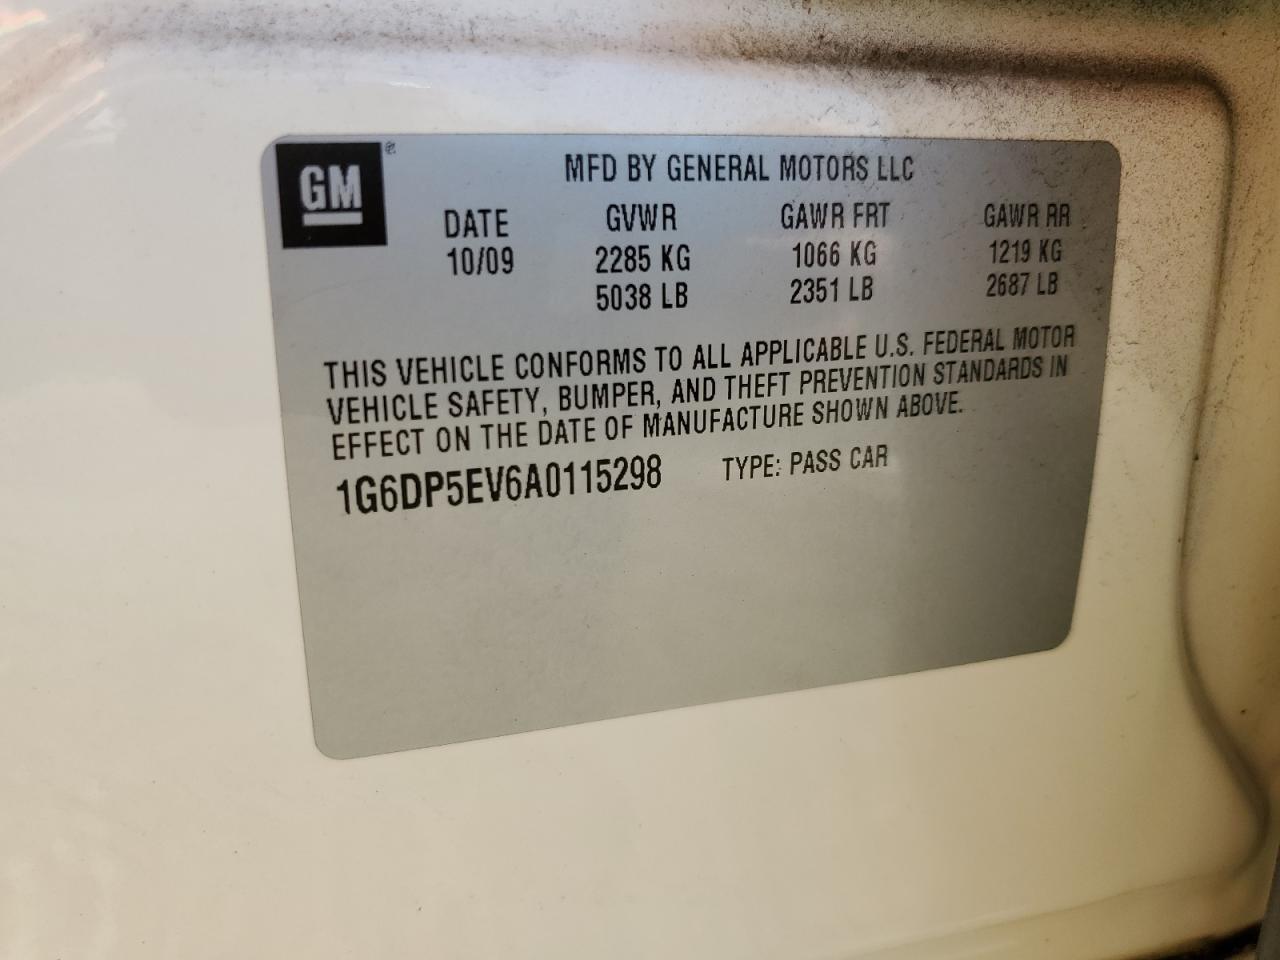 GM
®
MFD BY GENERAL MOTORS LLC
DATE GVWR GAWR FRT GAWR RR
10/09 2285 KG 1066 KG 1219 KG
5038 LB 2351 LB 2687 LB
THIS VEHICLE CONFORMS TO ALL APPLICABLE U.S. FEDERAL MOTOR
VEHICLE SAFETY, BUMPER, AND THEFT PREVENTION STANDARDS IN
EFFECT ON THE DATE OF MANUFACTURE SHOWN ABOVE.
1G6DP5EV6A0115298 TYPE: PASS CAR